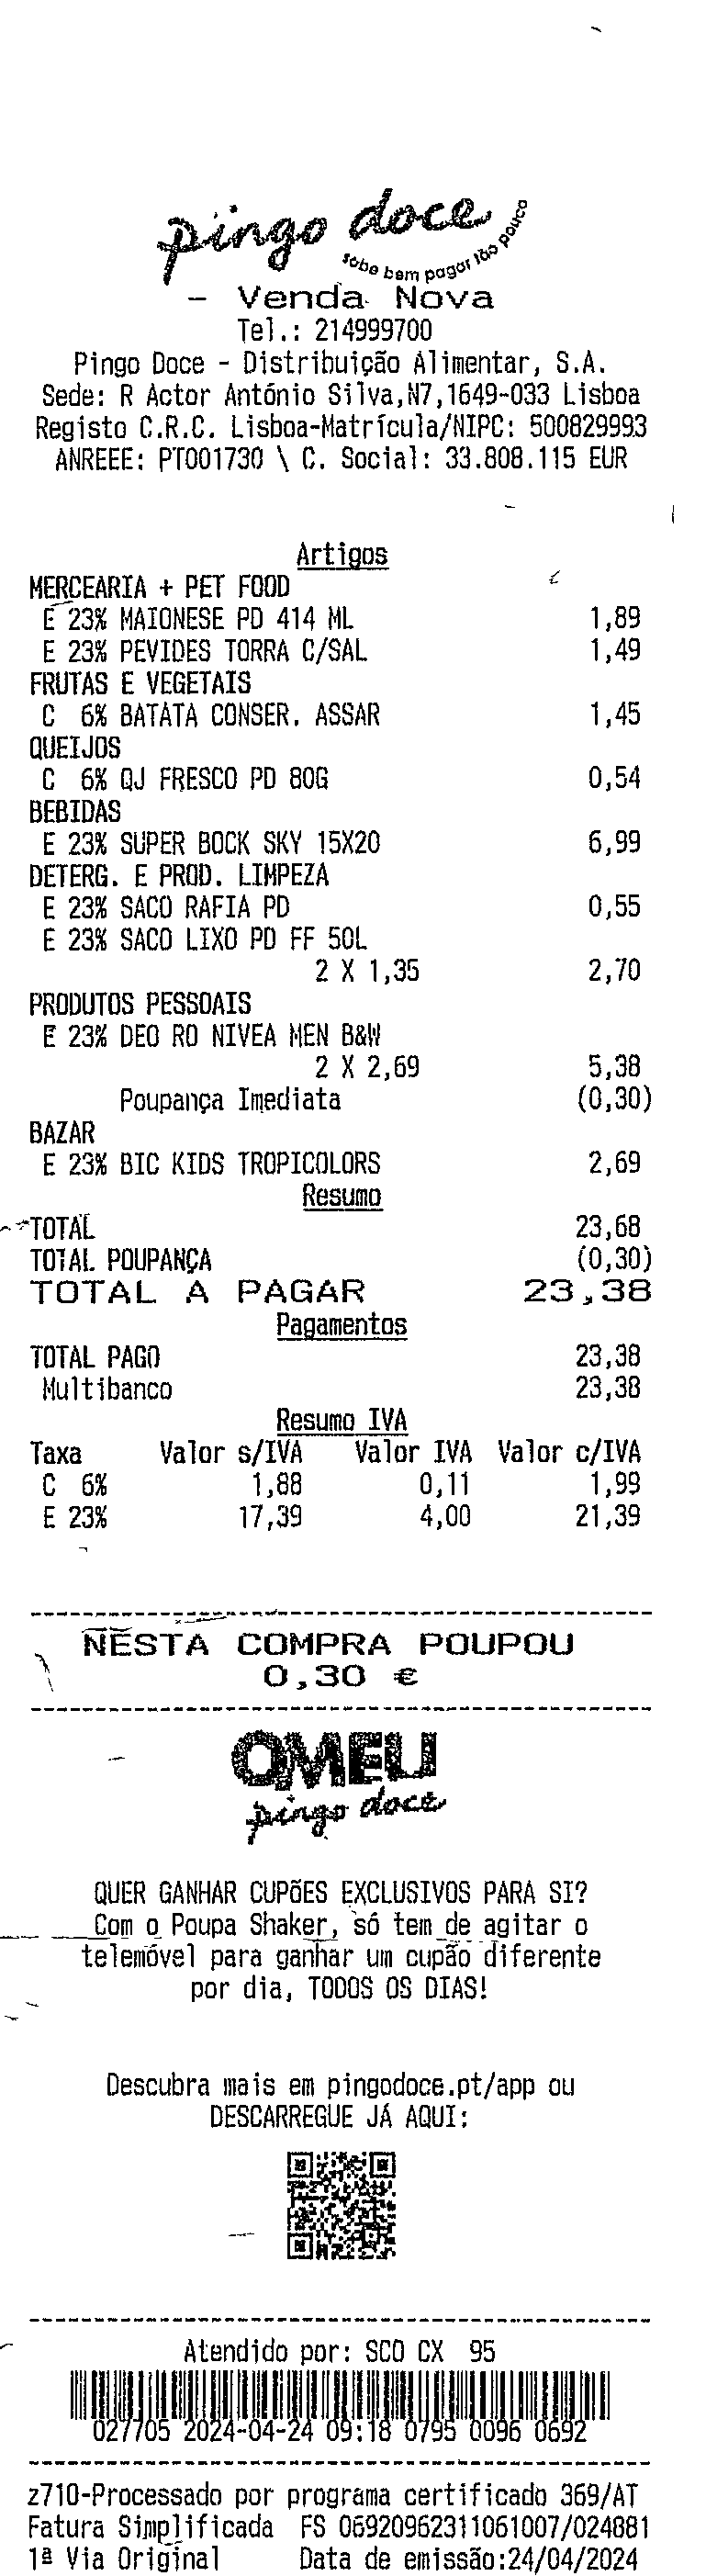 pingo doce
sabe bem pagar tão pouco
- Venda Nova
Tel.: 214999700
Pingo Doce - Distribuição Alimentar, S.A.
Sede: R Actor António Silva,N7,1649-033 Lisboa
Registo C.R.C. Lisboa-Matrícula/NIPC: 500829993
ANREEE: PT001730 \ C. Social: 33.808.115 EUR
Artigos
MERCEARIA + PET FOOD
E 23% MAIONESE PD 414 ML 1,89
E 23% PEVIDES TORRA C/SAL 1,49
FRUTAS E VEGETAIS
C 6% BATATA CONSER. ASSAR 1,45
QUEIJOS
C 6% QJ FRESCO PD 80G 0,54
BEBIDAS
E 23% SUPER BOCK SKY 15X20 6,99
DETERG. E PROD. LIMPEZA
E 23% SACO RAFIA PD 0,55
E 23% SACO LIXO PD FF 50L
2 X 1,35 2,70
PRODUTOS PESSOAIS
E 23% DEO RO NIVEA MEN B&W
2 X 2,69 5,38
Poupança Imediata (0,30)
BAZAR
E 23% BIC KIDS TROPICOLORS 2,69
Resumo
TOTAL 23,68
TOTAL POUPANÇA (0,30)
TOTAL A PAGAR 23,38
Pagamentos
TOTAL PAGO 23,38
Multibanco 23,38
Resumo IVA
Taxa Valor s/IVA Valor IVA Valor c/IVA
C 6% 1,88 0,11 1,99
E 23% 17,39 4,00 21,39
NESTA COMPRA POUPOU
0,30 €
O MEU
pingo doce
QUER GANHAR CUPÕES EXCLUSIVOS PARA SI?
Com o Poupa Shaker, só tem de agitar o
telemóvel para ganhar um cupão diferente
por dia, TODOS OS DIAS!
Descubra mais em pingodoce.pt/app ou
DESCARREGUE JÁ AQUI:
Atendido por: SCO CX 95
027705 2024-04-24 09:18 0795 0096 0692
z710-Processado por programa certificado 369/AT
Fatura Simplificada FS 06920962311061007/024881
1ª Via Original Data de emissão:24/04/2024